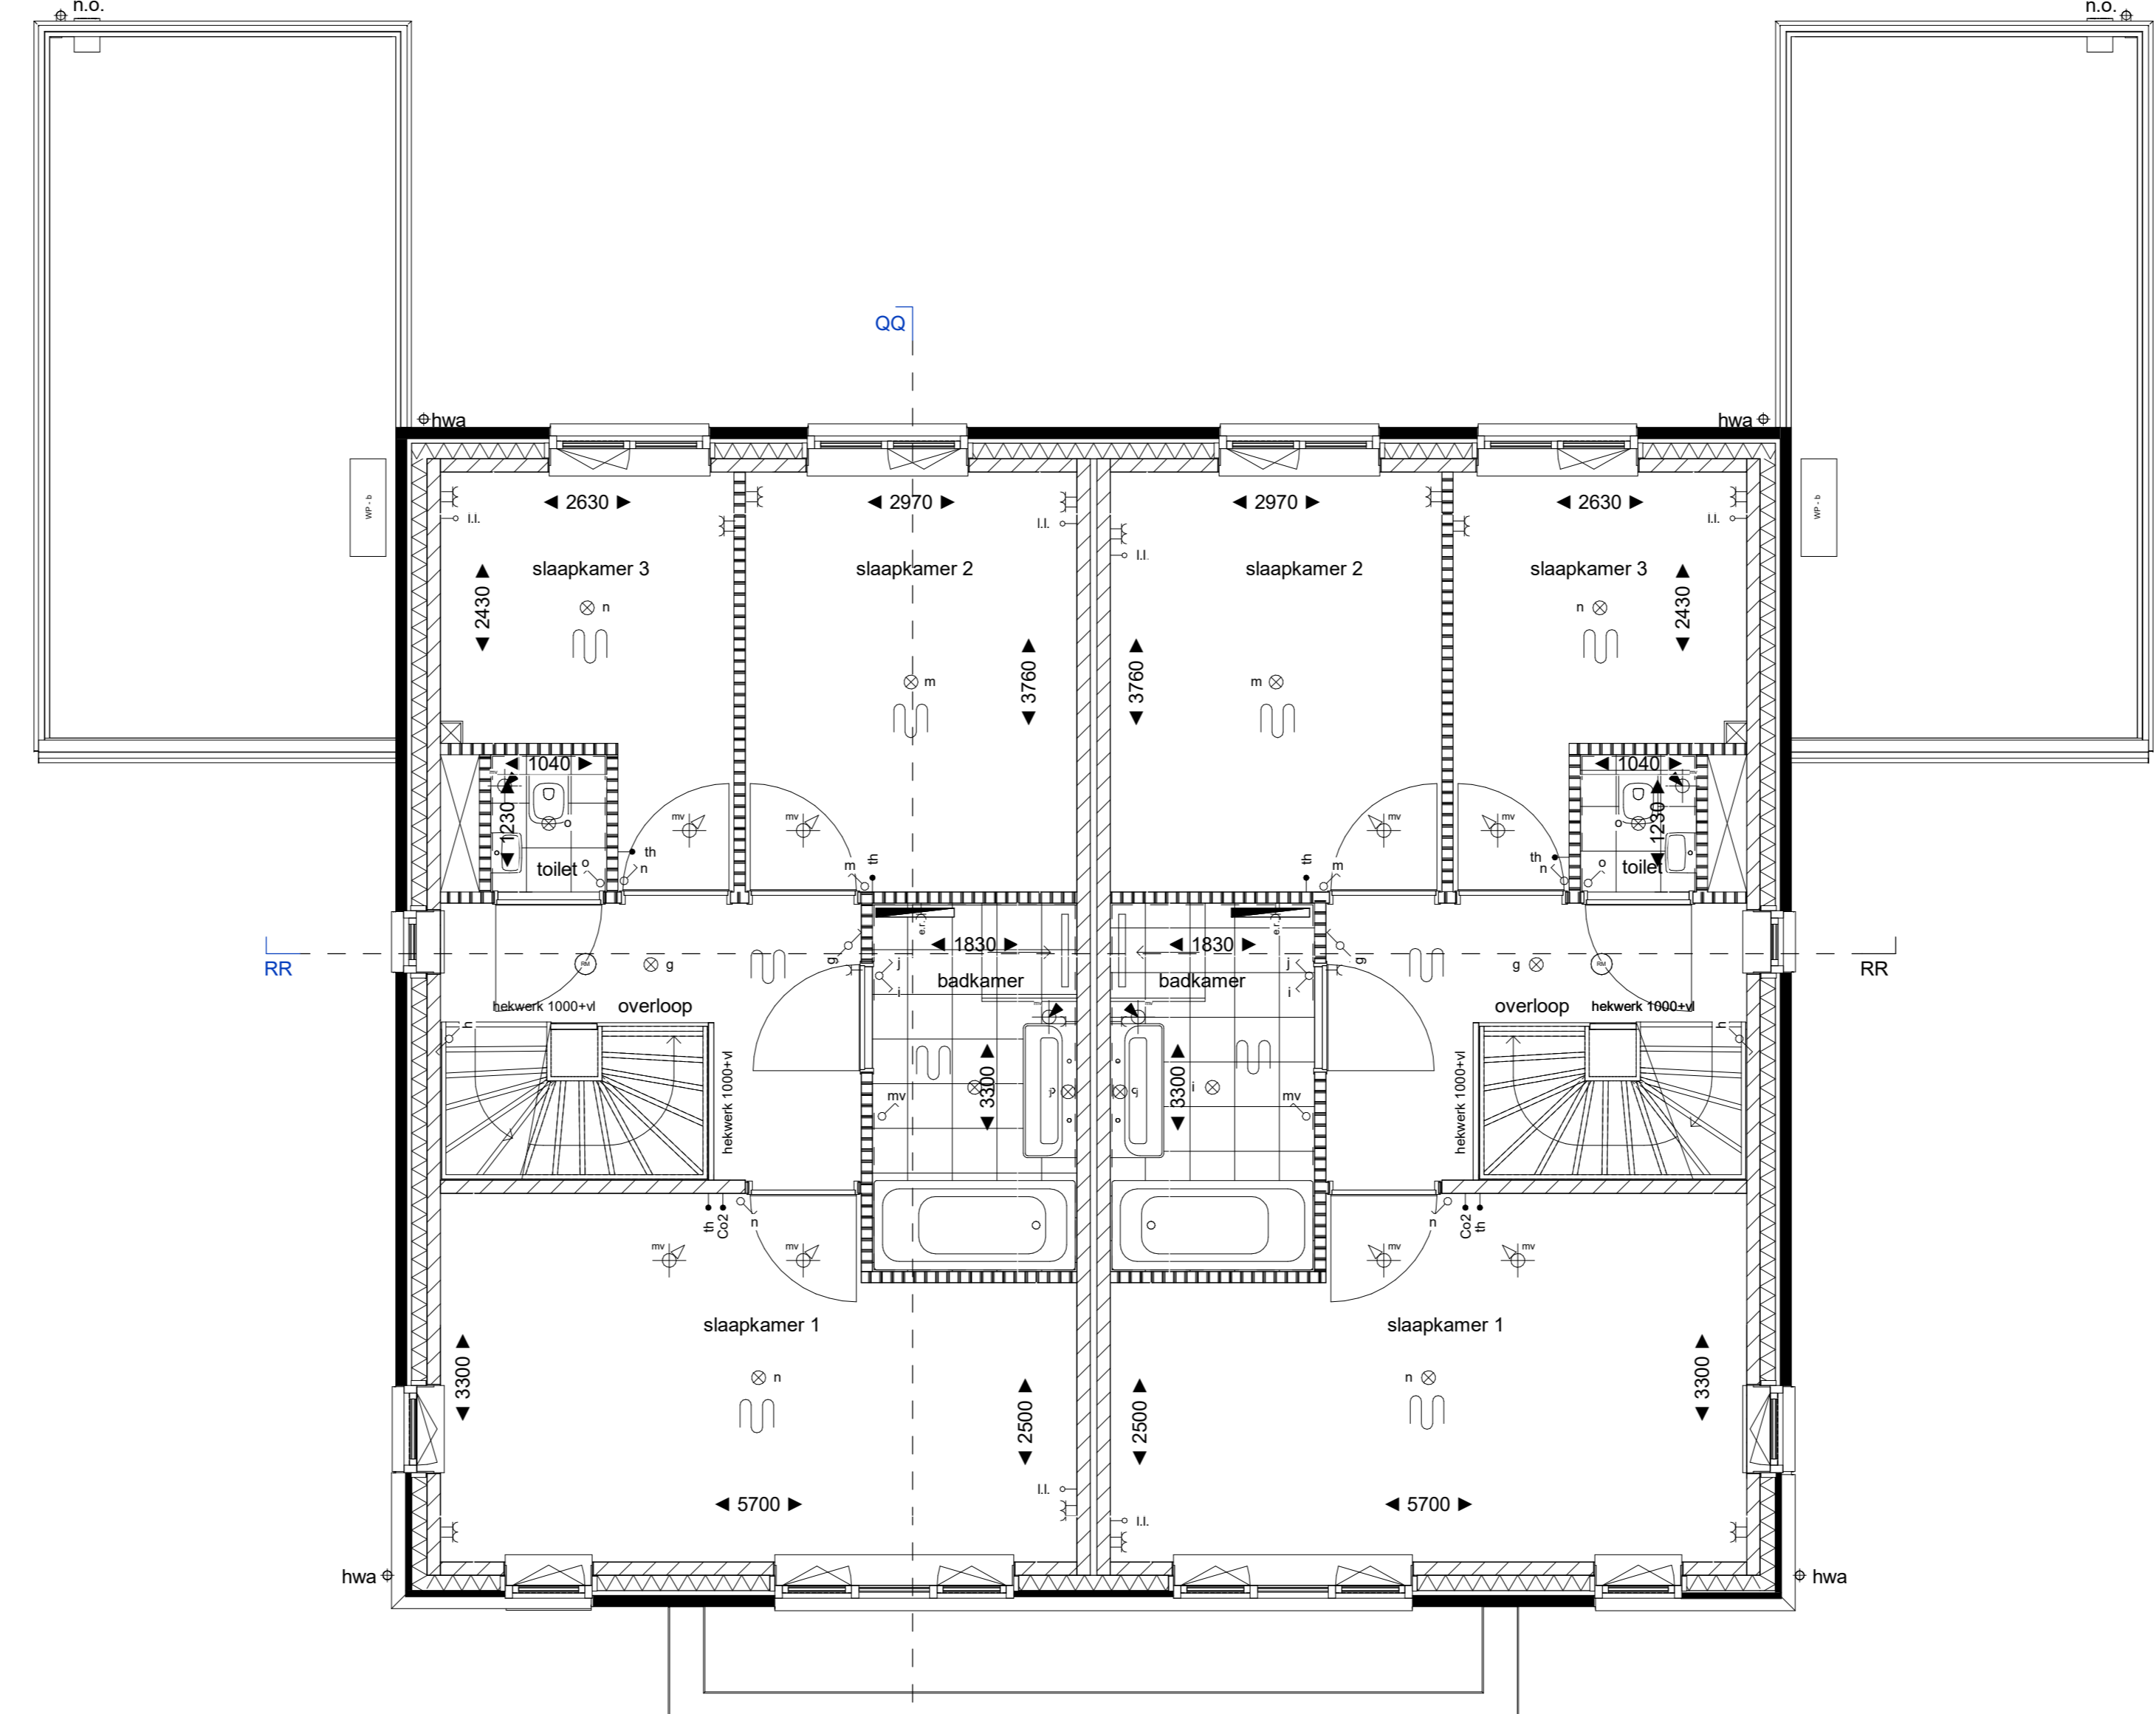 n.o.
n.o.
QQ
hwa
hwa
WP - b
WP - b
2630
2970
2970
2630
l.l.
l.l.
l.l.
l.l.
slaapkamer 3
slaapkamer 2
slaapkamer 2
slaapkamer 3
2430
n
n
2430
3760
3760
m
m
1040
1040
1230
mv
mv
mv
mv
1230
o
o
th
n
m
th
th
m
th
n
toilet
o
o
toilet
e.r.
e.r.
RR
RM
g
g
1830
1830
g
g
RM
RR
j
i
badkamer
badkamer
j
i
hekwerk 1000+vl
overloop
overloop
hekwerk 1000+vl
h
h
hekwerk 1000+vl
3300
3300
i
hekwerk 1000+vl
mv
mv
th
Co2
n
n
Co2
th
mv
mv
mv
mv
slaapkamer 1
slaapkamer 1
3300
n
n
3300
2500
2500
l.l.
l.l.
5700
5700
hwa
hwa